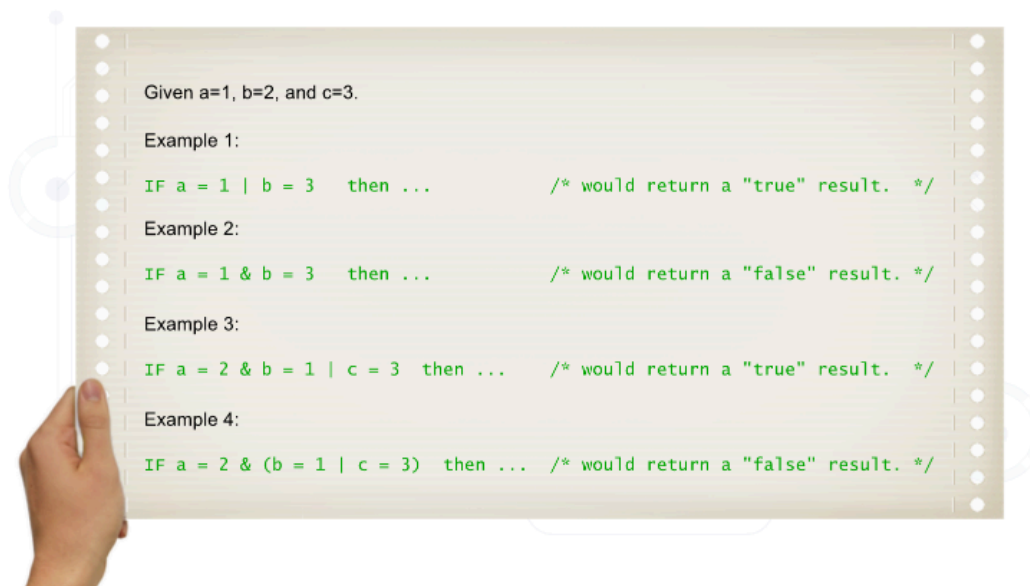 Given a=1, b=2, and c=3.
Example 1:
IF a = 1 | b = 3   then ...          /* would return a "true" result.  */
Example 2:
IF a = 1 & b = 3   then ...          /* would return a "false" result. */
Example 3:
IF a = 2 & b = 1 | c = 3  then ...    /* would return a "true" result.  */
Example 4:
IF a = 2 & (b = 1 | c = 3)  then ...  /* would return a "false" result. */